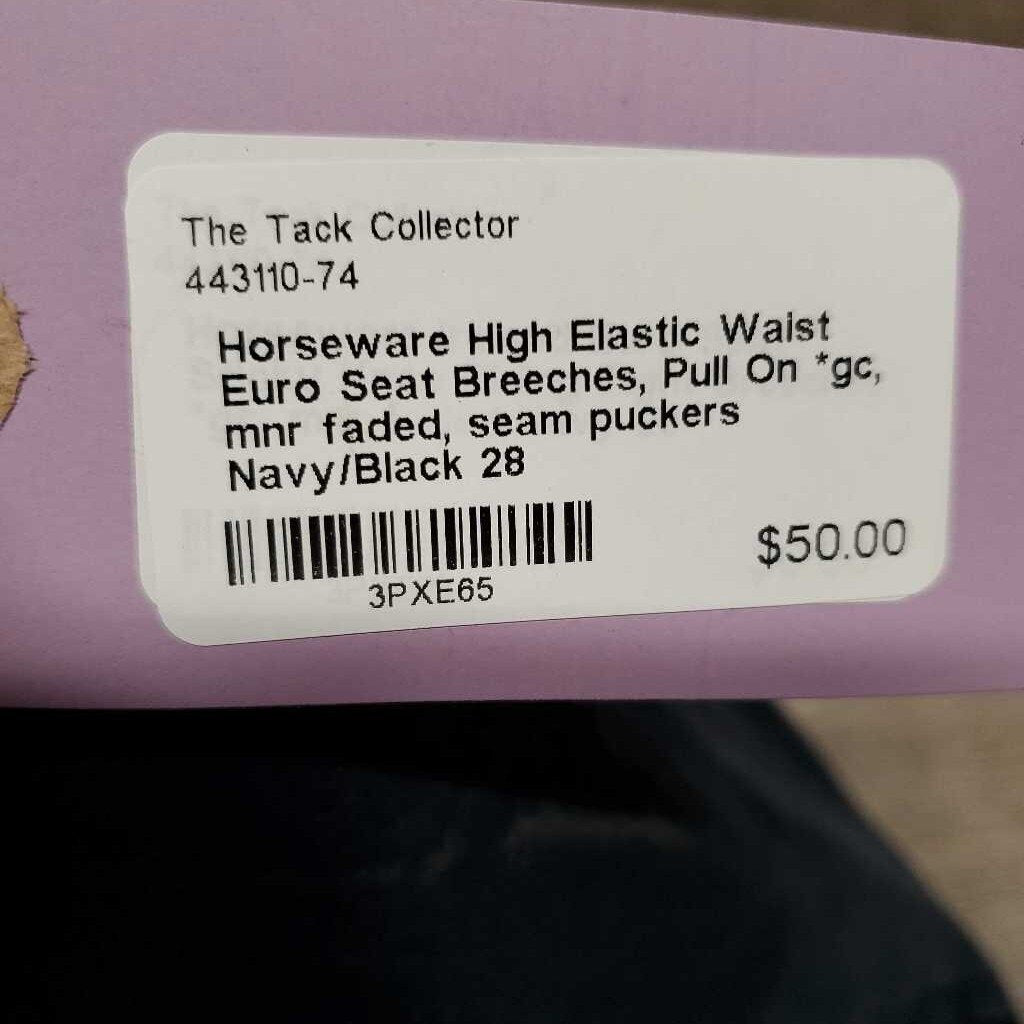 The Tack Collector
443110-74
Horseware High Elastic Waist
Euro Seat Breeches, Pull On *gc,
mnr faded, seam puckers
Navy/Black 28
3PXE65
$50.00